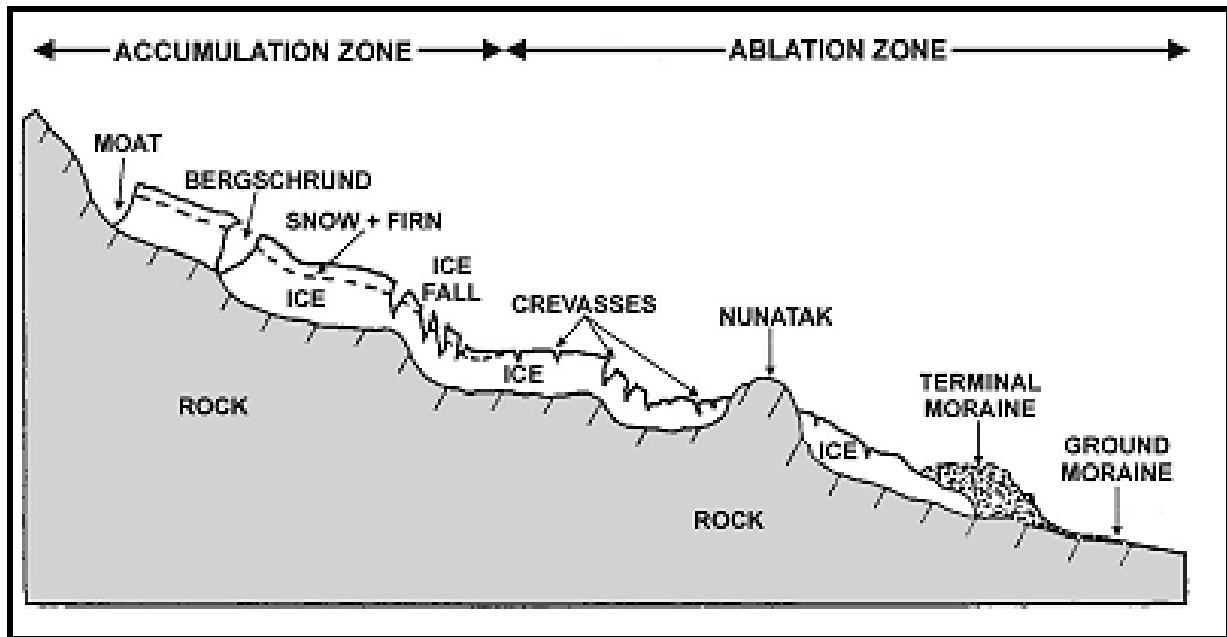 ACCUMULATION ZONE
ABLATION ZONE
MOAT
BERGSCHRUND
SNOW + FIRN
ICE
FALL
ICE
CREVASSES
NUNATAK
ICE
TERMINAL
MORAINE
GROUND
MORAINE
ICE
ROCK
ROCK